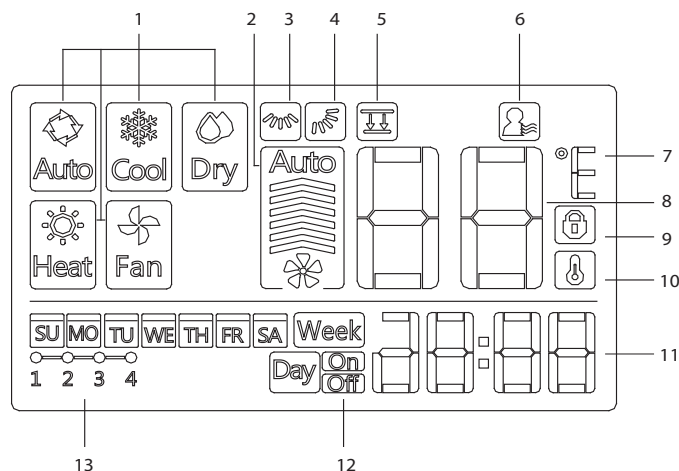 1 2 3 4 5 6
Auto Cool Dry Auto
7
8
9
Heat Fan
10
SU MO TU WE TH FR SA Week
1 2 3 4 Day On
Off
11
13 12